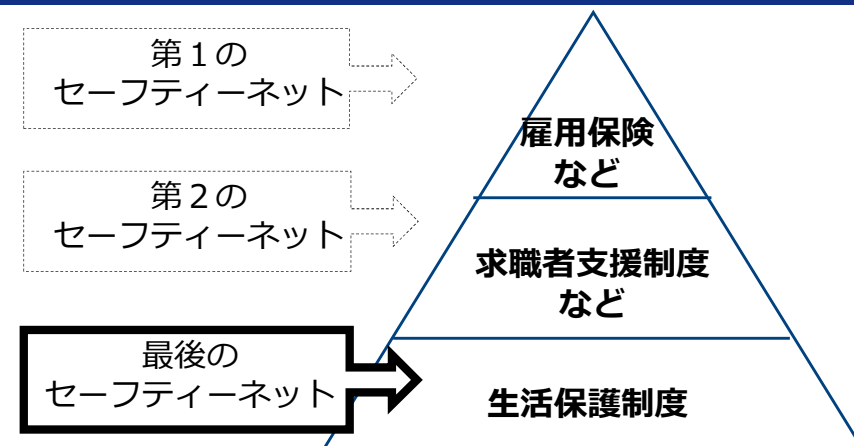 第１の
セーフティーネット
雇用保険
など
第２の
セーフティーネット
求職者支援制度
など
最後の
セーフティーネット
生活保護制度